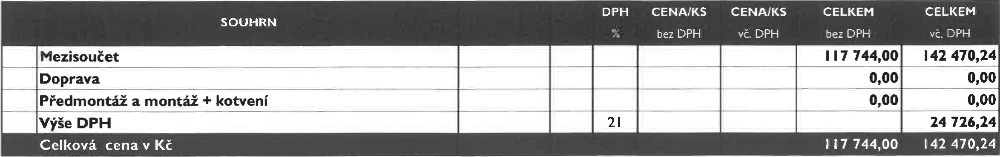 SOUHRN DPH % CENA/KS bez DPH CENA/KS vč. DPH CELKEM bez DPH CELKEM vč. DPH
Mezisoučet 117 744,00 142 470,24
Doprava 0,00 0,00
Předmontáž a montáž + kotvení 0,00 0,00
Výše DPH 21 24 726,24
Celková cena v Kč 117 744,00 142 470,24